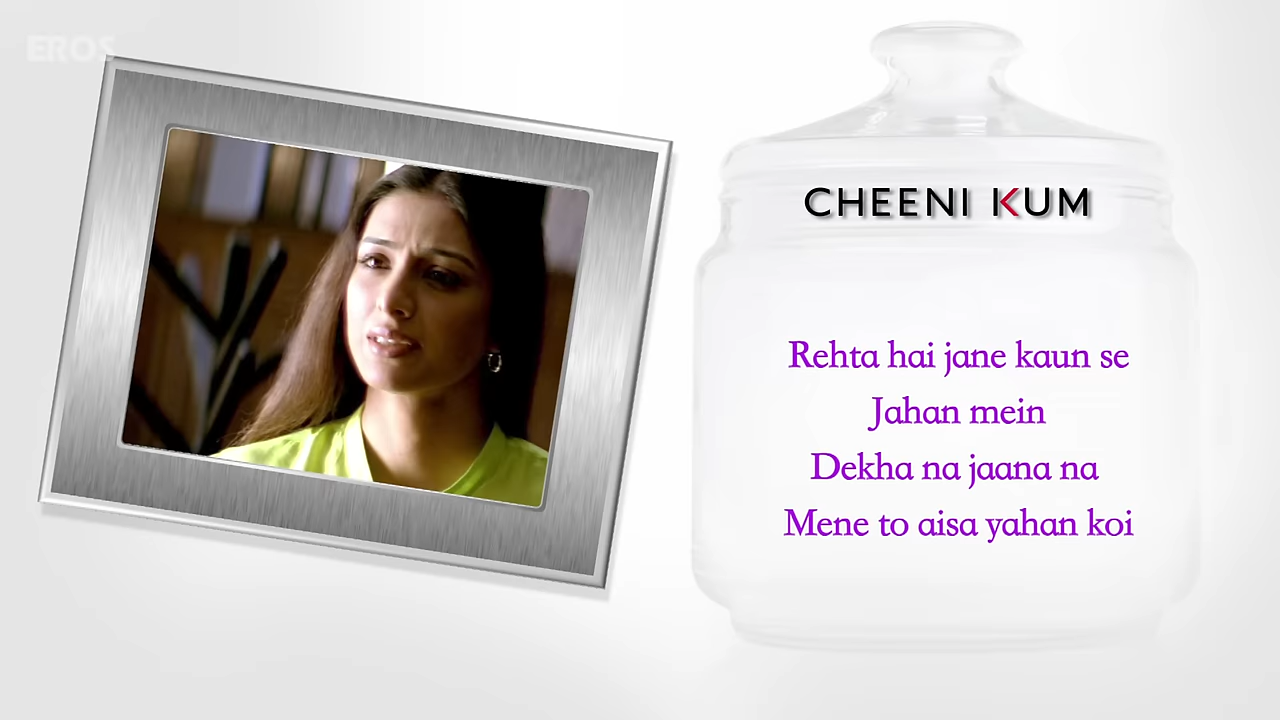 EROS
CHEENI KUM
Rehta hai jane kaun se
Jahan mein
Dekha na jaana na
Mene to aisa yahan koi